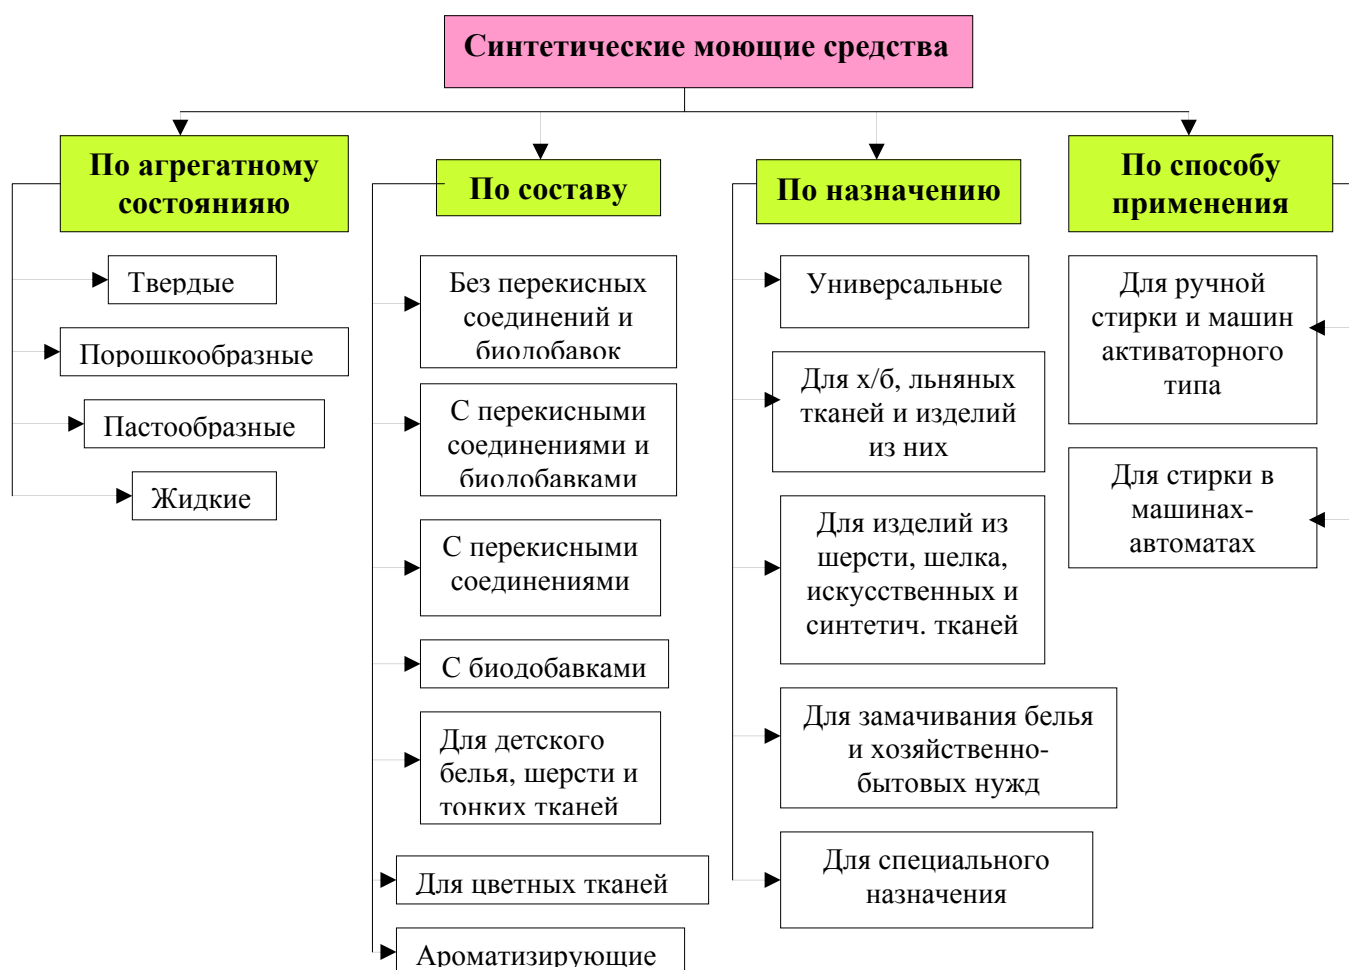 Синтетические моющие средства
По агрегатному
состоянияю
Твердые
Порошкообразные
Пастообразные
Жидкие
По составу
Без перекисных
соединений и
биодобавок
С перекисными
соединениями и
биодобавками
С перекисными
соединениями
С биодобавками
Для детского
белья, шерсти и
тонких тканей
Для цветных тканей
Ароматизирующие
По назначению
Универсальные
Для х/б, льняных
тканей и изделий
из них
Для изделий из
шерсти, шелка,
искусственных и
синтетич. тканей
Для замачивания белья
и хозяйственно-
бытовых нужд
Для специального
назначения
По способу
применения
Для ручной
стирки и машин
активаторного
типа
Для стирки в
машинах-
автоматах